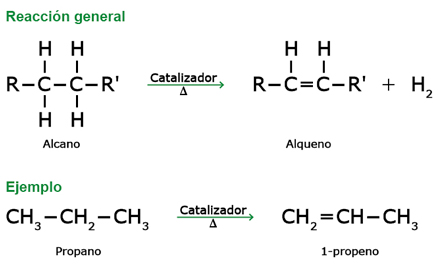 Reacción general
H H H H
R–C–C–R' Catalizador Δ R–C=C–R' + H₂
H H
Alcano Alqueno
Ejemplo
CH₃–CH₂–CH₃ Catalizador Δ CH₂=CH–CH₃
Propano 1-propeno